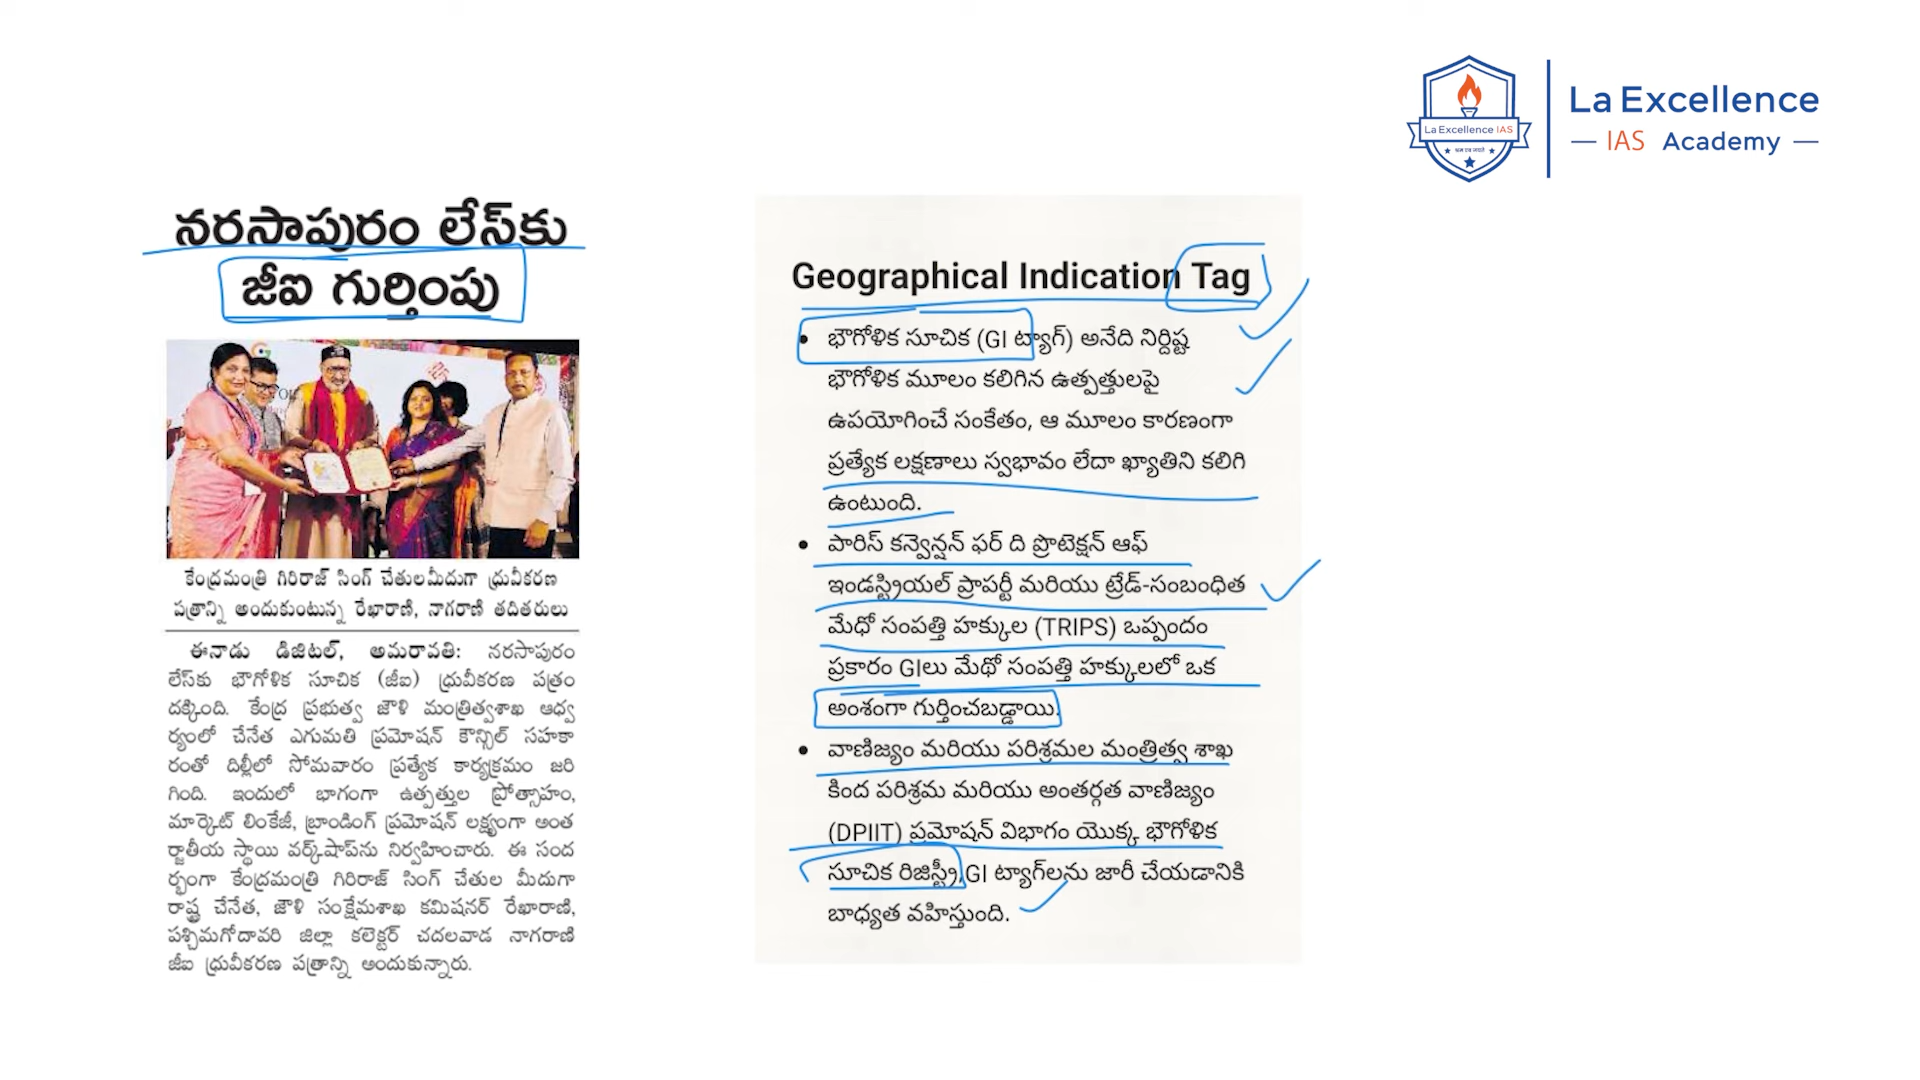 La Excellence
— IAS Academy —
La Excellence IAS
నరసాపురం లేస్‌కు
జీఐ గుర్తింపు
కేంద్రమంత్రి గిరిరాజ్ సింగ్ చేతులమీదుగా ధ్రువీకరణ
పత్రాన్ని అందుకుంటున్న రేఖారాణి, నాగరాణి తదితరులు
ఈనాడు డిజిటల్, అమరావతి: నరసాపురం
లేస్‌కు భౌగోళిక సూచిక (జీఐ) ధ్రువీకరణ పత్రం
దక్కింది. కేంద్ర ప్రభుత్వ జౌళి మంత్రిత్వశాఖ ఆధ్వ
ర్యంలో చేనేత ఎగుమతి ప్రమోషన్ కౌన్సిల్ సహకా
రంతో దిల్లీలో సోమవారం ప్రత్యేక కార్యక్రమం జరి
గింది. ఇందులో భాగంగా ఉత్పత్తుల ప్రోత్సాహం,
మార్కెట్ లింకేజీ, బ్రాండింగ్ ప్రమోషన్ లక్ష్యంగా అంత
ర్జాతీయ స్థాయి వర్క్‌షాప్‌ను నిర్వహించారు. ఈ సంద
ర్భంగా కేంద్రమంత్రి గిరిరాజ్ సింగ్ చేతుల మీదుగా
రాష్ట్ర చేనేత, జౌళి సంక్షేమశాఖ కమిషనర్ రేఖారాణి,
పశ్చిమగోదావరి జిల్లా కలెక్టర్ చదలవాడ నాగరాణి
జీఐ ధ్రువీకరణ పత్రాన్ని అందుకున్నారు.
Geographical Indication Tag
• భౌగోళిక సూచిక (GI ట్యాగ్) అనేది నిర్దిష్ట
భౌగోళిక మూలం కలిగిన ఉత్పత్తులపై
ఉపయోగించే సంకేతం, ఆ మూలం కారణంగా
ప్రత్యేక లక్షణాలు స్వభావం లేదా ఖ్యాతిని కలిగి
ఉంటుంది.
• పారిస్ కన్వెన్షన్ ఫర్ ది ప్రొటెక్షన్ ఆఫ్
ఇండస్ట్రియల్ ప్రాపర్టీ మరియు ట్రేడ్-సంబంధిత
మేధో సంపత్తి హక్కుల (TRIPS) ఒప్పందం
ప్రకారం GIలు మేథో సంపత్తి హక్కులలో ఒక
అంశంగా గుర్తించబడ్డాయి.
• వాణిజ్యం మరియు పరిశ్రమల మంత్రిత్వ శాఖ
కింద పరిశ్రమ మరియు అంతర్గత వాణిజ్యం
(DPIIT) ప్రమోషన్ విభాగం యొక్క భౌగోళిక
సూచిక రిజిస్ట్రీ,GI ట్యాగ్‌లను జారీ చేయడానికి
బాధ్యత వహిస్తుంది.